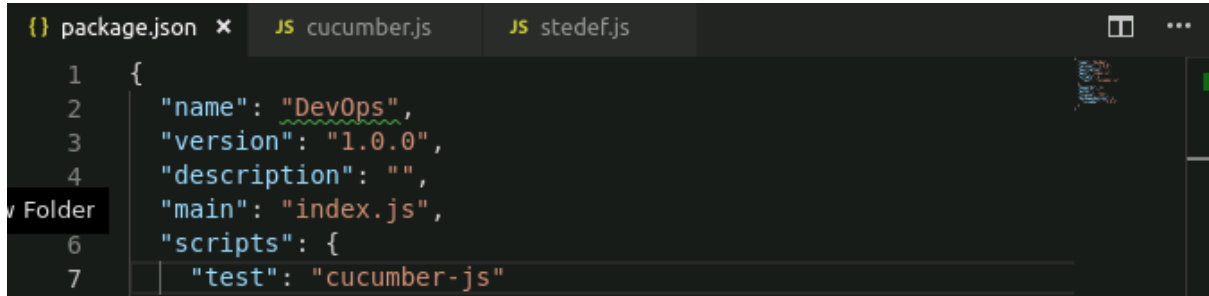 {} package.json × JS cucumber.js JS stedef.js ...
1 {
2 "name": "DevOps",
3 "version": "1.0.0",
4 "description": "",
w Folder "main": "index.js",
6 "scripts": {
7 "test": "cucumber-js"